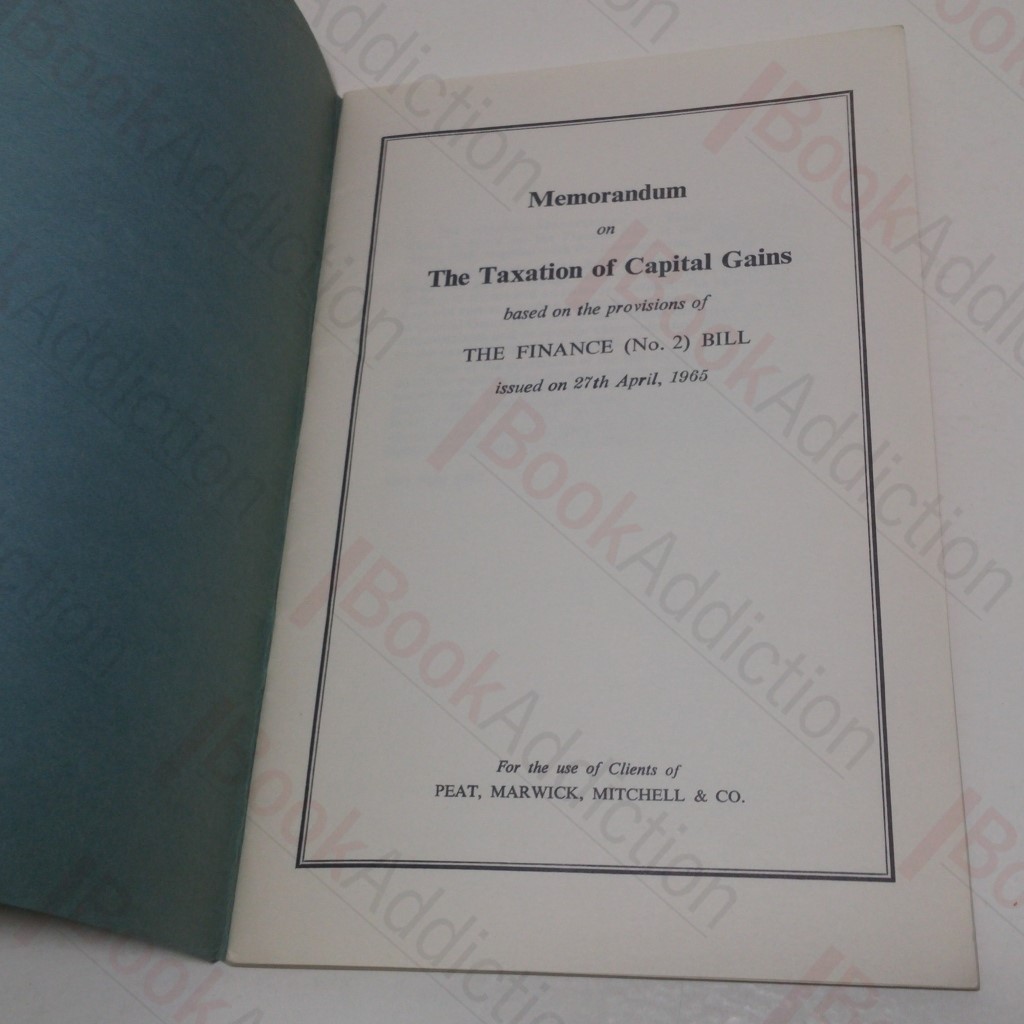 Memorandum
on
The Taxation of Capital Gains
based on the provisions of
THE FINANCE (No. 2) BILL
issued on 27th April, 1965
For the use of Clients of
PEAT, MARWICK, MITCHELL & CO.
BookAddiction